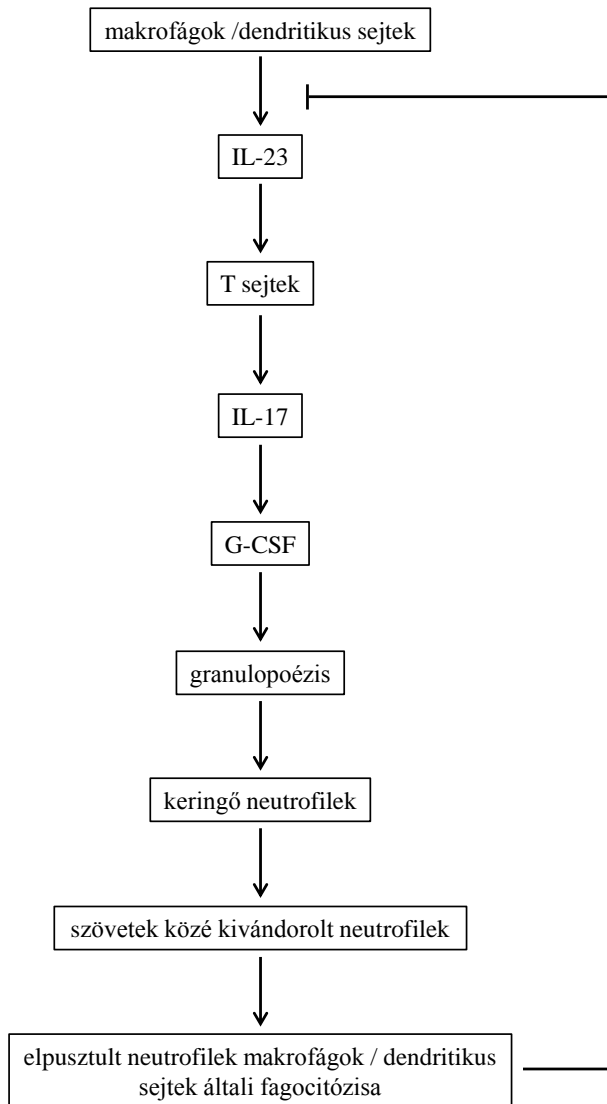 makrofágok /dendritikus sejtek
IL-23
T sejtek
IL-17
G-CSF
granulopoézis
keringő neutrofilek
szövetek közé kivándorolt neutrofilek
elpusztult neutrofilek makrofágok / dendritikus
sejtek általi fagocitózisa